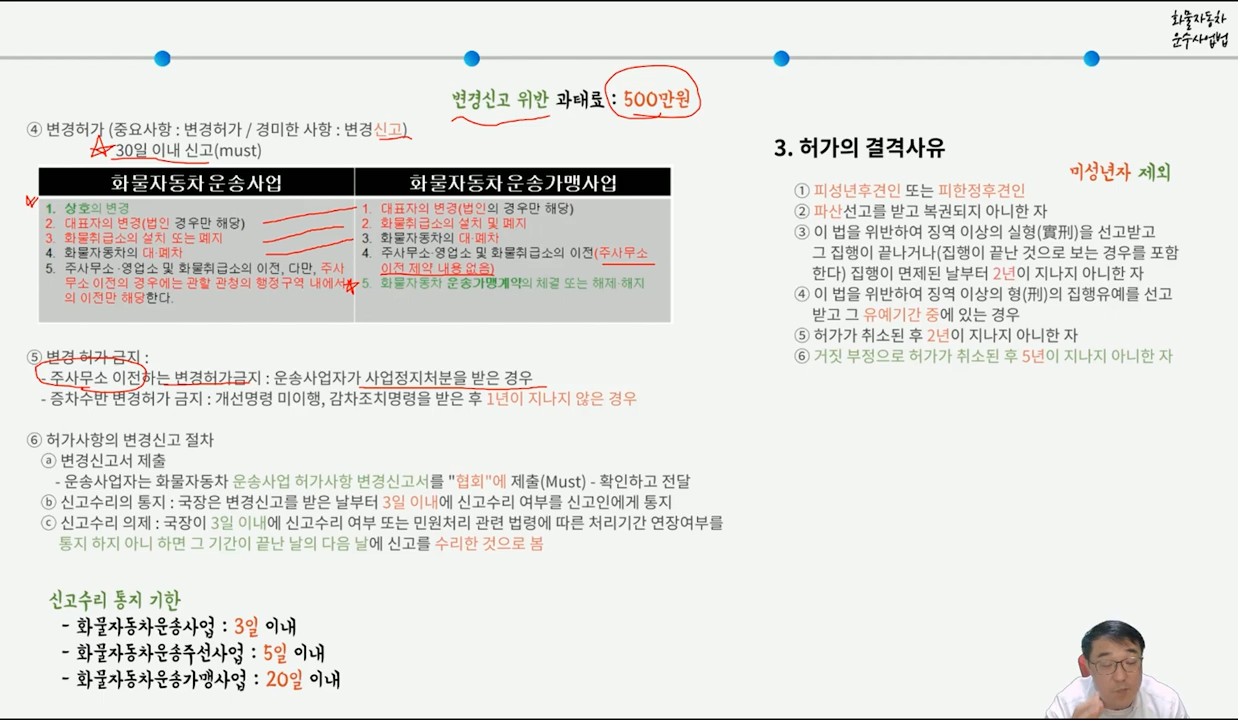 화물자동차
운수사업법
변경신고 위반 과태료 : 500만원
④ 변경허가 (중요사항 : 변경허가 / 경미한 사항 : 변경신고)
30일 이내 신고(must)
화물자동차 운송사업
1. 상호의 변경
2. 대표자의 변경(법인 경우만 해당)
3. 화물취급소의 설치 또는 폐지
4. 화물자동차의 대·폐차
5. 주사무소·영업소 및 화물취급소의 이전, 다만, 주사
무소 이전의 경우에는 관할 관청의 행정구역 내에서
의 이전만 해당한다.
화물자동차 운송가맹사업
1. 대표자의 변경(법인의 경우만 해당)
2. 화물취급소의 설치 및 폐지
3. 화물자동차의 대·폐차
4. 주사무소·영업소 및 화물취급소의 이전(주사무소
이전 제약 내용 없음)
5. 화물자동차 운송가맹계약의 체결 또는 해제·해지
⑤ 변경 허가 금지 :
- 주사무소 이전하는 변경허가금지 : 운송사업자가 사업정지처분을 받은 경우
- 증차수반 변경허가 금지 : 개선명령 미이행, 감차조치명령을 받은 후 1년이 지나지 않은 경우
⑥ 허가사항의 변경신고 절차
ⓐ 변경신고서 제출
- 운송사업자는 화물자동차 운송사업 허가사항 변경신고서를 "협회"에 제출(Must) - 확인하고 전달
ⓑ 신고수리의 통지 : 국장은 변경신고를 받은 날부터 3일 이내에 신고수리 여부를 신고인에게 통지
ⓒ 신고수리 의제 : 국장이 3일 이내에 신고수리 여부 또는 민원처리 관련 법령에 따른 처리기간 연장여부를
통지 하지 아니 하면 그 기간이 끝난 날의 다음 날에 신고를 수리한 것으로 봄
신고수리 통지 기한
- 화물자동차운송사업 : 3일 이내
- 화물자동차운송주선사업 : 5일 이내
- 화물자동차운송가맹사업 : 20일 이내
3. 허가의 결격사유
미성년자 제외
① 피성년후견인 또는 피한정후견인
② 파산선고를 받고 복권되지 아니한 자
③ 이 법을 위반하여 징역 이상의 실형(實刑)을 선고받고
그 집행이 끝나거나(집행이 끝난 것으로 보는 경우를 포함
한다) 집행이 면제된 날부터 2년이 지나지 아니한 자
④ 이 법을 위반하여 징역 이상의 형(刑)의 집행유예를 선고
받고 그 유예기간 중에 있는 경우
⑤ 허가가 취소된 후 2년이 지나지 아니한 자
⑥ 거짓 부정으로 허가가 취소된 후 5년이 지나지 아니한 자